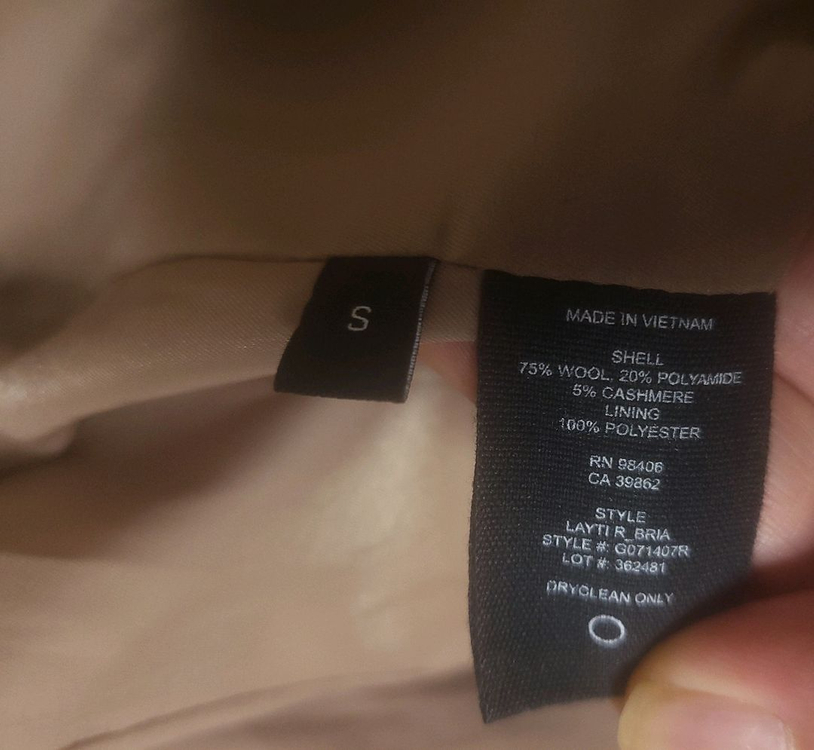 S
MADE IN VIETNAM
SHELL
75% WOOL, 20% POLYAMIDE
5% CASHMERE
LINING
100% POLYESTER
RN 98406
CA 39862
STYLE
LAYTI R_BRIA
STYLE #: G071407R
LOT #: 362481
DRYCLEAN ONLY